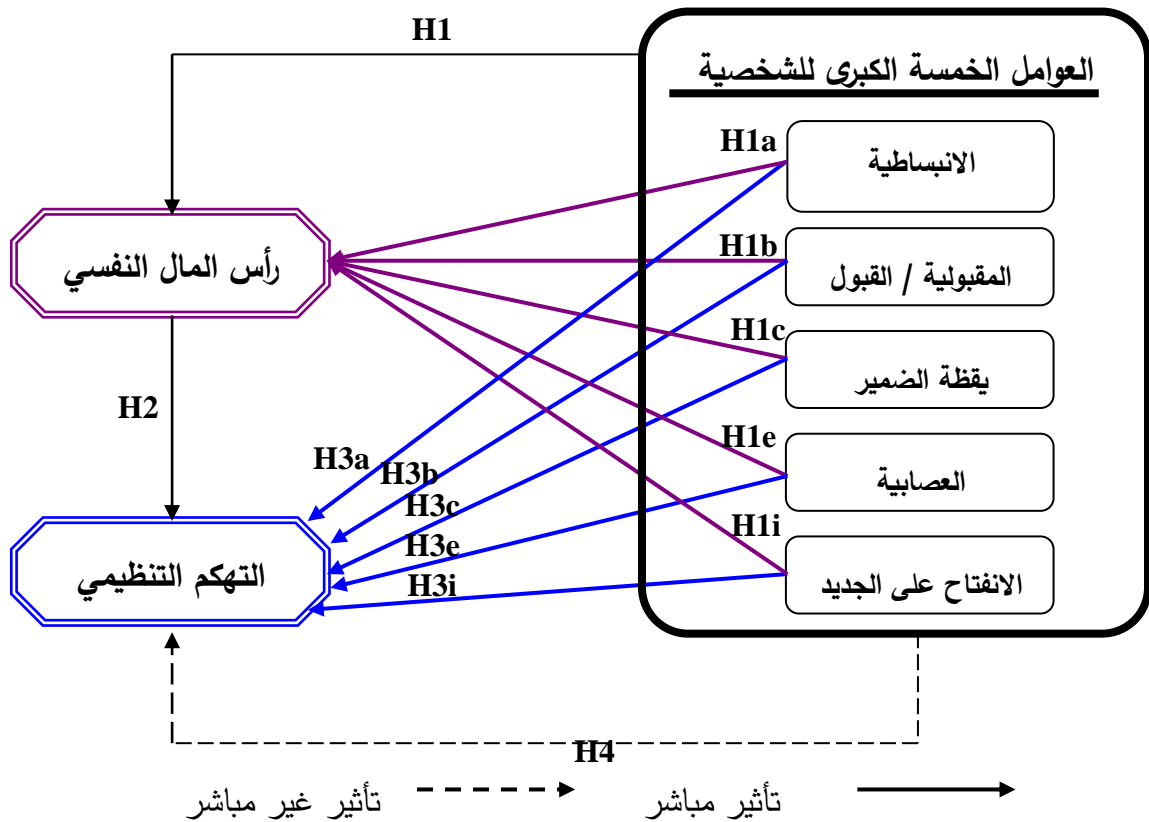 H1
العوامل الخمسة الكبرى للشخصية
H1a
الانبساطية
H1b
المقبولية / القبول
رأس المال النفسي
H1c
يقظة الضمير
H2
H1e
العصابية
H3a
H3b
H3c
H1i
H3e
الانفتاح على الجديد
التهكم التنظيمي
H3i
H4
تأثير مباشر
تأثير غير مباشر